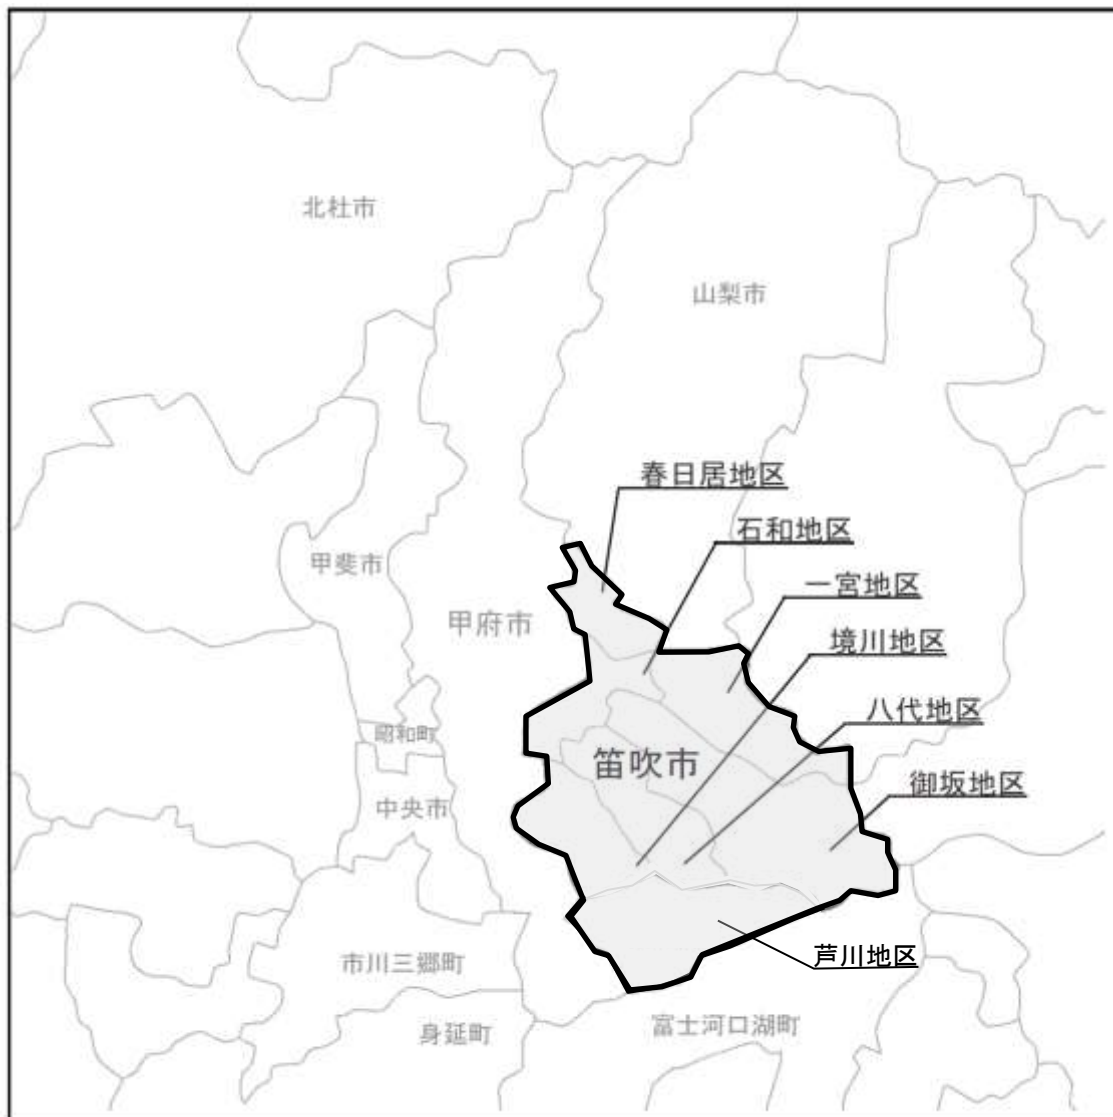 北杜市
山梨市
春日居地区
石和地区
甲斐市
一宮地区
甲府市
境川地区
八代地区
昭和町
笛吹市
御坂地区
中央市
芦川地区
市川三郷町
富士河口湖町
身延町